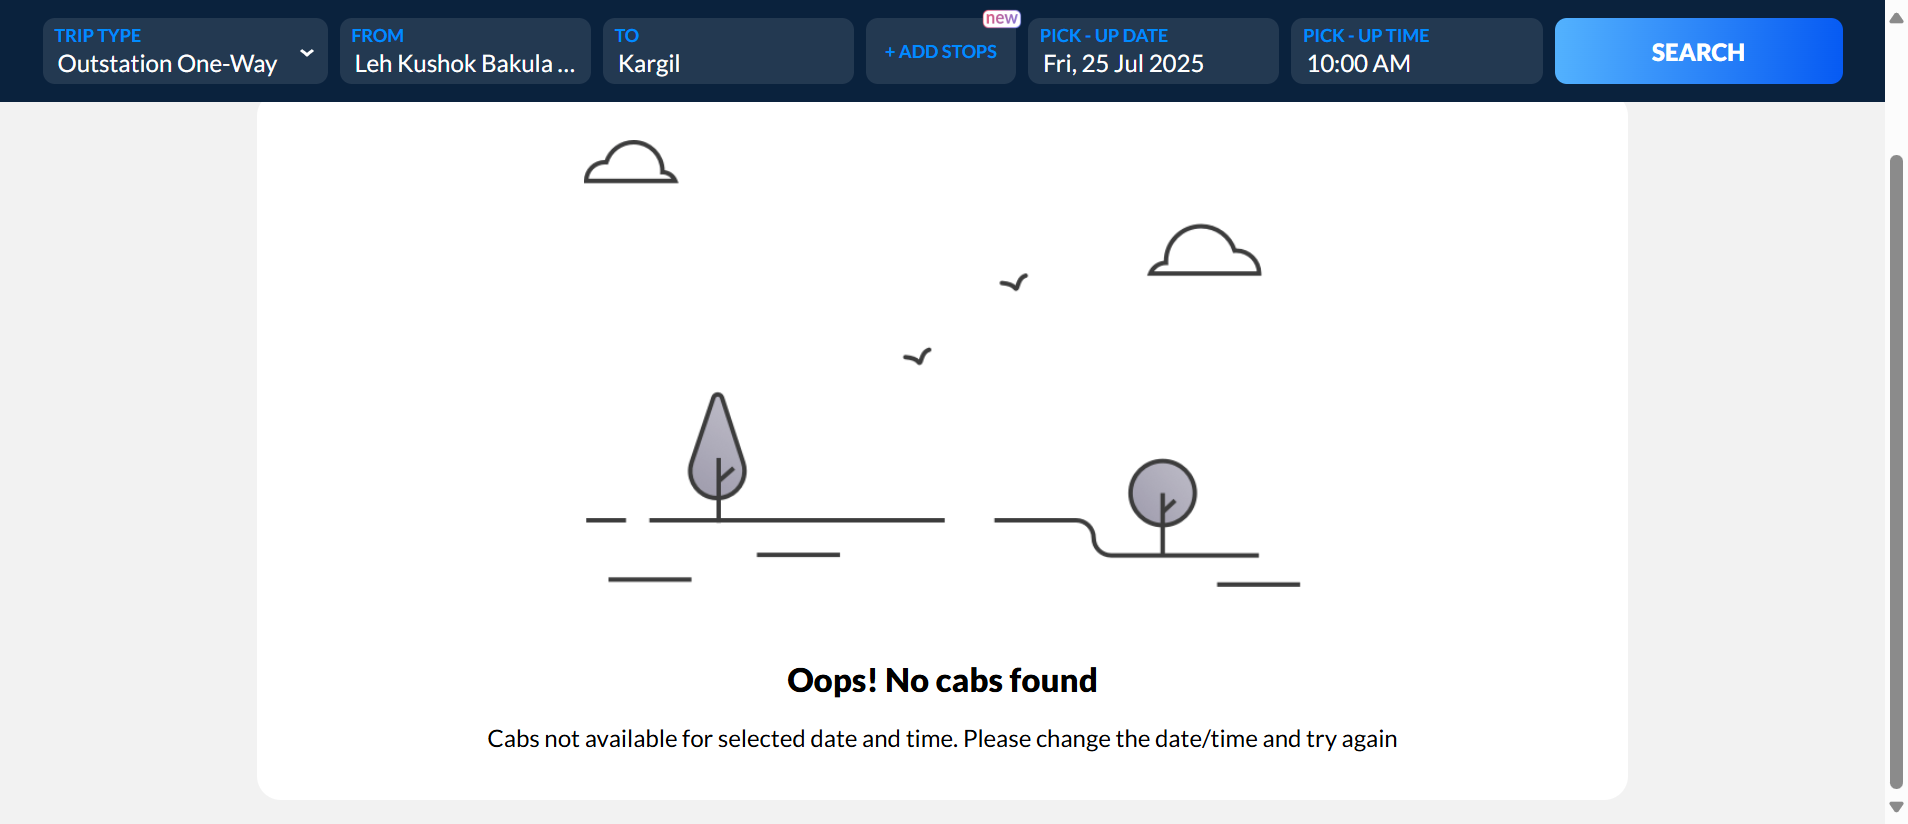 TRIP TYPE
Outstation One-Way
FROM
Leh Kushok Bakula ...
TO
Kargil
new
+ ADD STOPS
PICK - UP DATE
Fri, 25 Jul 2025
PICK - UP TIME
10:00 AM
SEARCH
Oops! No cabs found
Cabs not available for selected date and time. Please change the date/time and try again